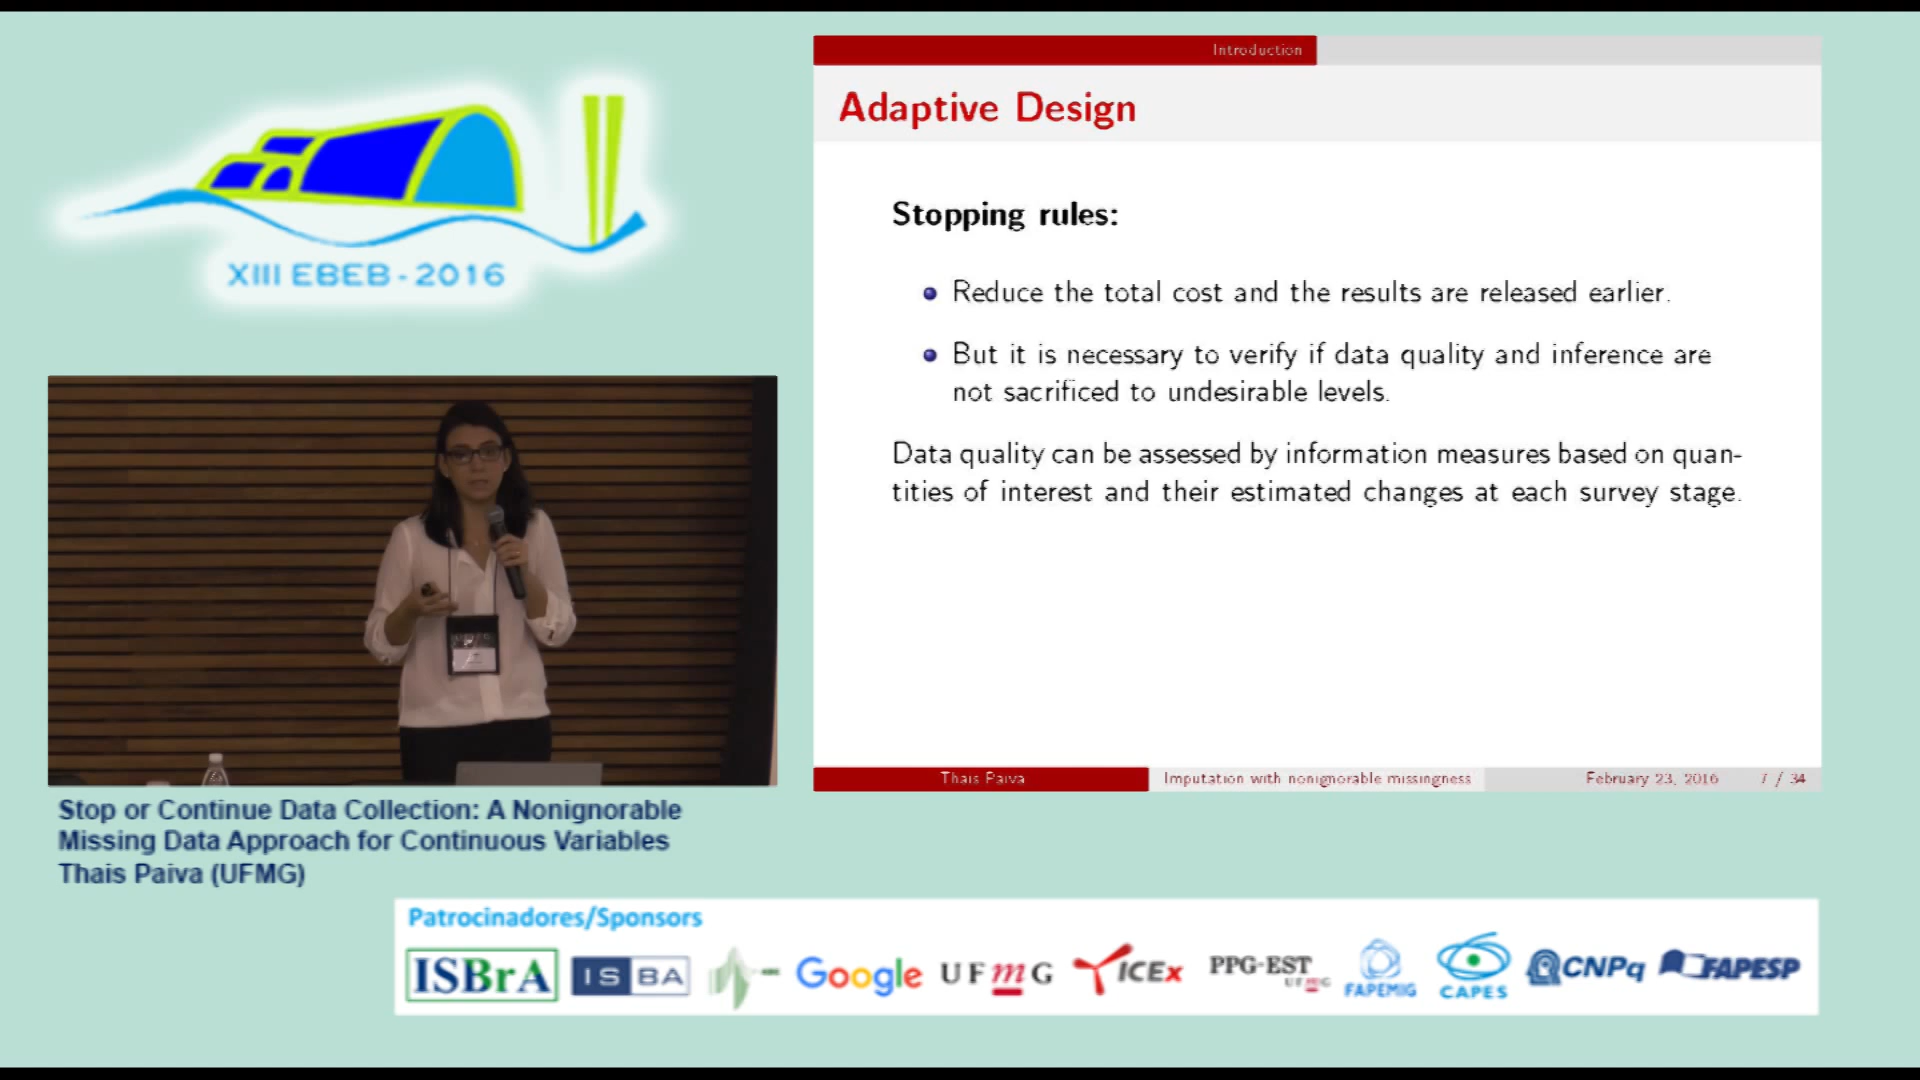 XIII EBEB - 2016
Introduction
Adaptive Design
Stopping rules:
Reduce the total cost and the results are released earlier.
But it is necessary to verify if data quality and inference are
not sacrificed to undesirable levels.
Data quality can be assessed by information measures based on quan-
tities of interest and their estimated changes at each survey stage.
Thais Paiva
Imputation with nonignorable missingness
February 23, 2016
7 / 34
Stop or Continue Data Collection: A Nonignorable
Missing Data Approach for Continuous Variables
Thais Paiva (UFMG)
Patrocinadores/Sponsors
ISBrA
ISBA
Google
UFmG
ICEx
PPG-EST
UFmG
FAPEMIG
CAPES
CNPq
FAPESP